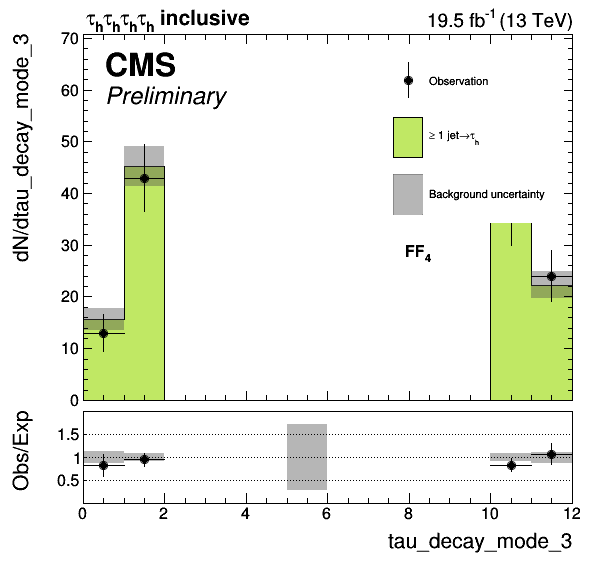 τhτhτhτh inclusive
19.5 fb-1 (13 TeV)
CMS
Preliminary
Observation
≥ 1 jet→τh
Background uncertainty
FF4
dN/dtau_decay_mode_3
70
60
50
40
30
20
10
0
Obs/Exp
1.5
1
0.5
0 2 4 6 8 10 12
tau_decay_mode_3